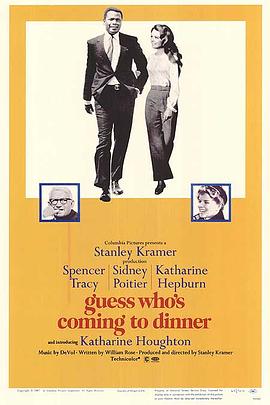 Columbia Pictures presents a
Stanley Kramer
production
Spencer Sidney Katharine
Tracy Poitier Hepburn
guess who's
coming to dinner
and introducing Katharine Houghton
Music by DeVol · Written by William Rose · Produced and directed by Stanley Kramer
Technicolor®